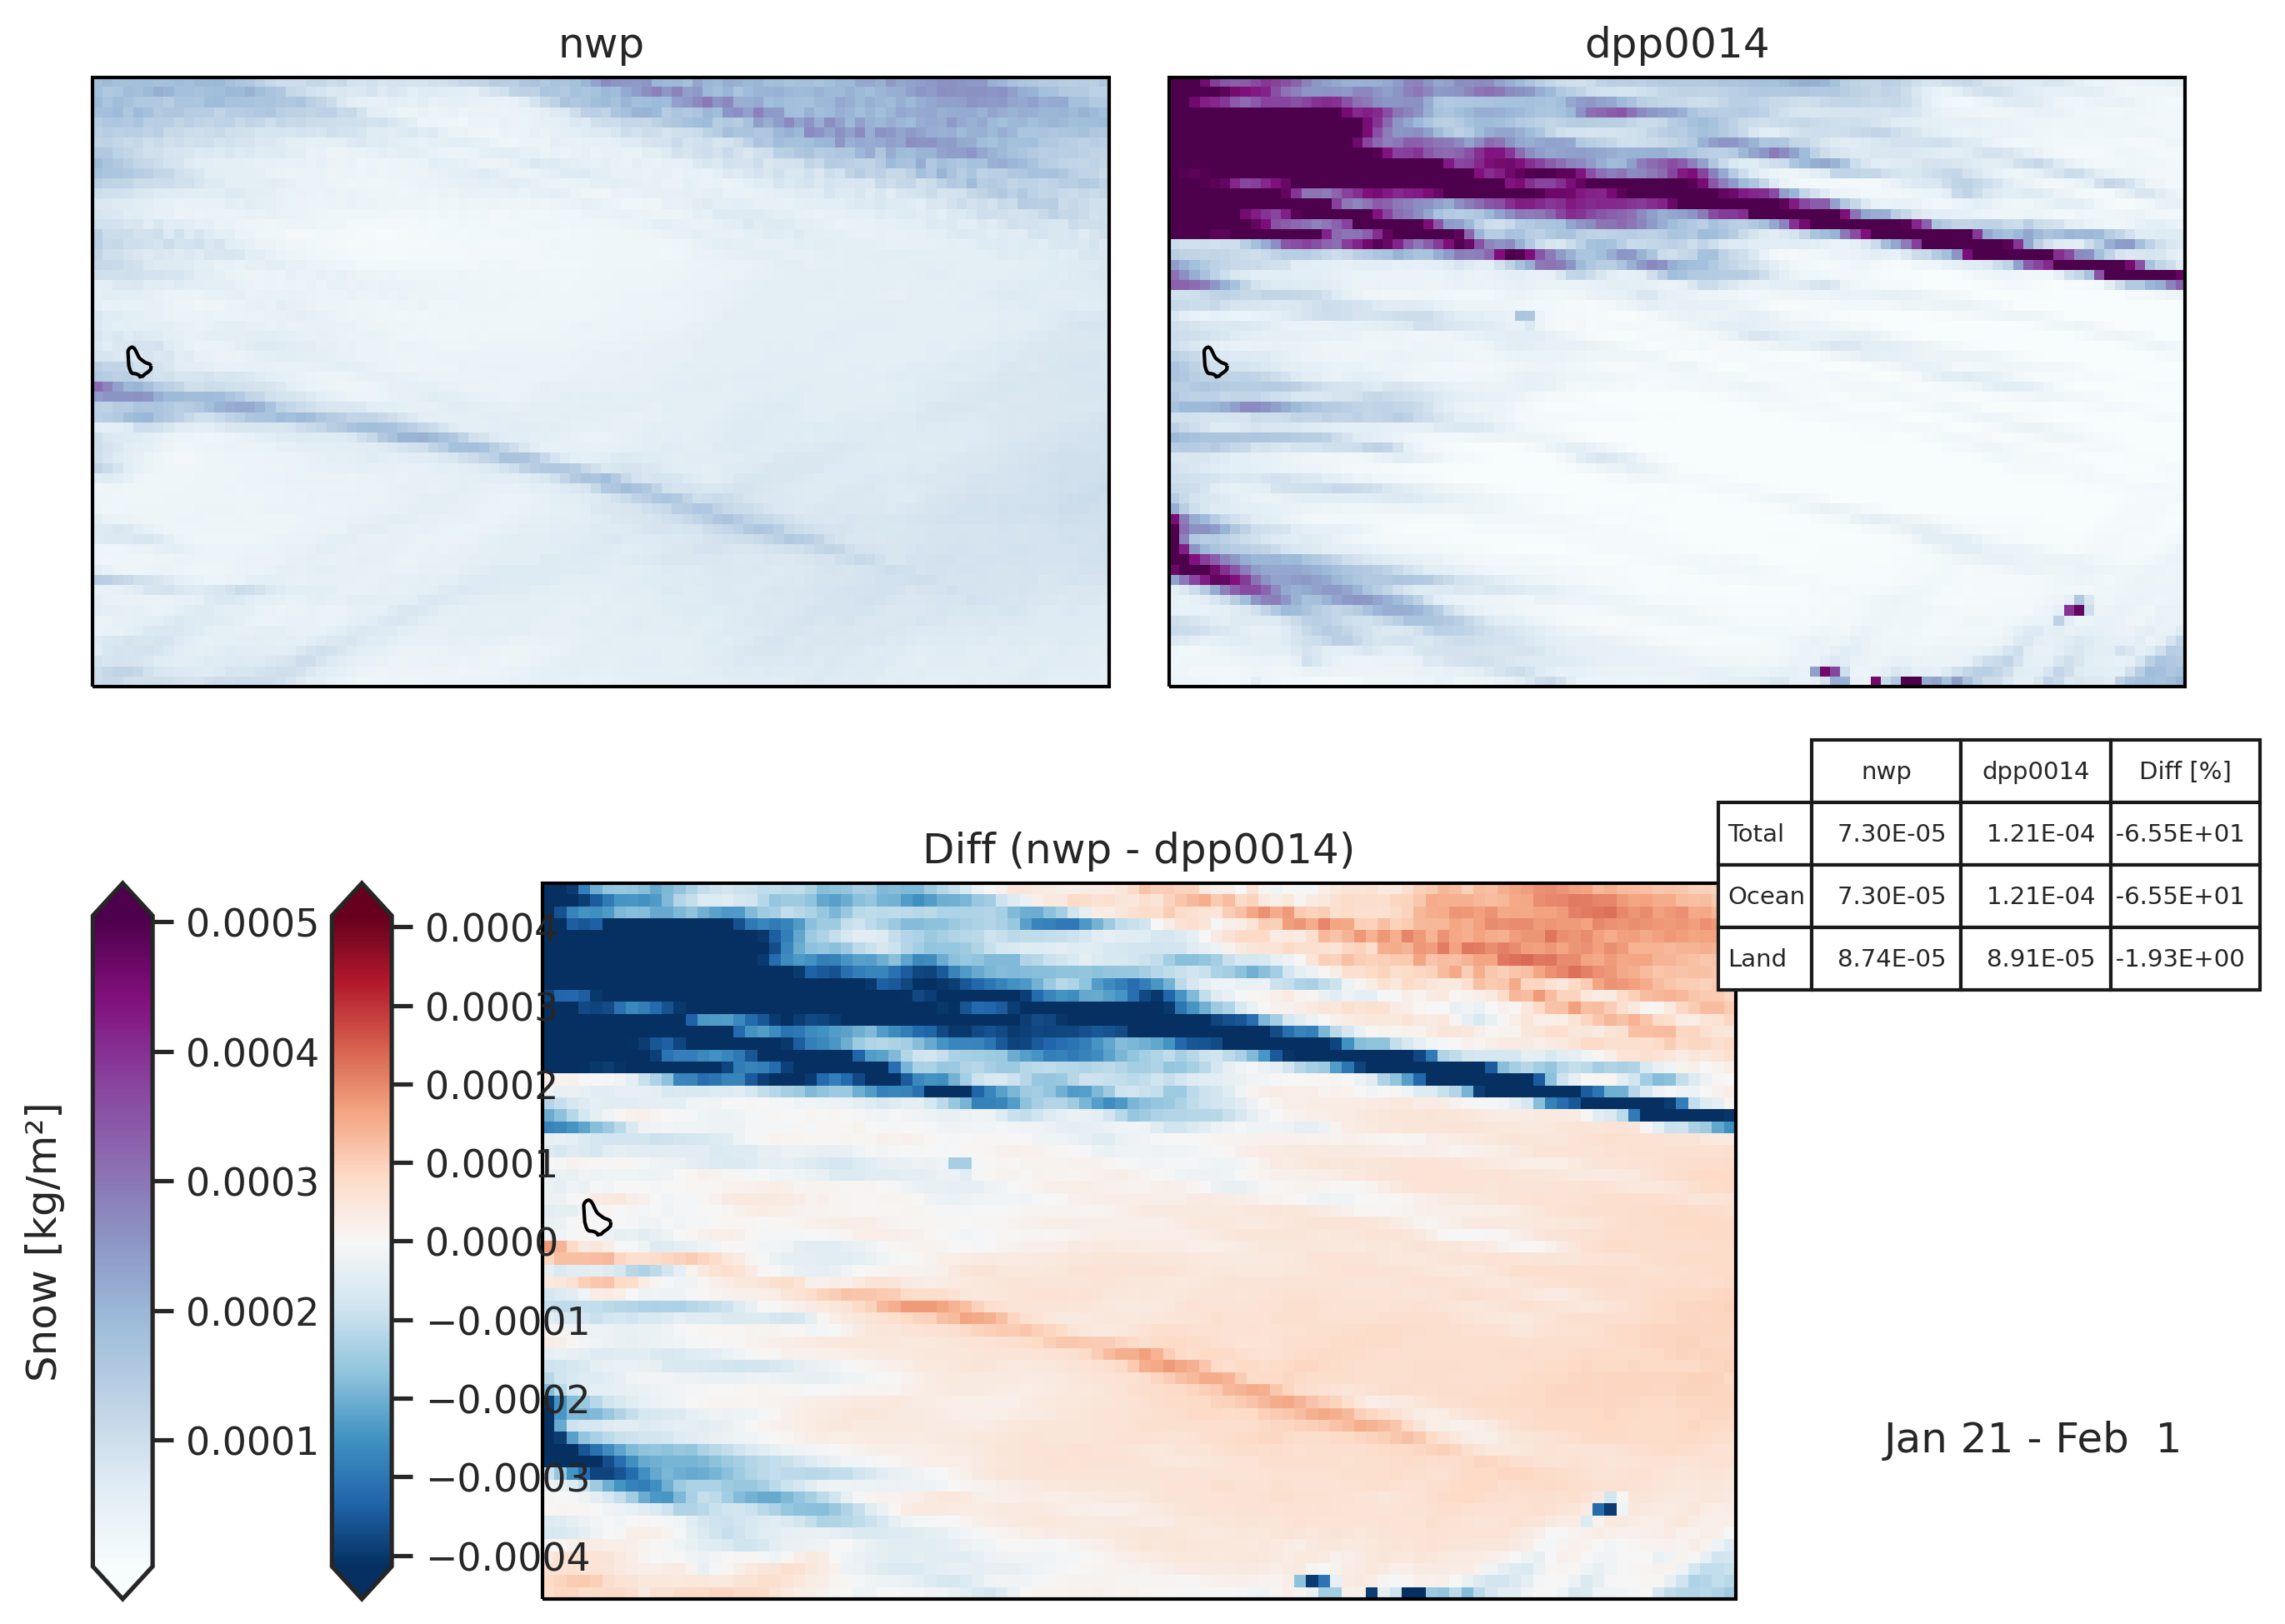 nwp
dpp0014
nwp dpp0014 Diff [%]
Total 7.30E-05 1.21E-04 -6.55E+01
Ocean 7.30E-05 1.21E-04 -6.55E+01
Land 8.74E-05 8.91E-05 -1.93E+00
Diff (nwp - dpp0014)
Snow [kg/m²]
0.0005
0.0004
0.0003
0.0002
0.0001
0.0004
0.0003
0.0002
0.0001
0.0000
−0.0001
−0.0002
−0.0003
−0.0004
Jan 21 - Feb  1